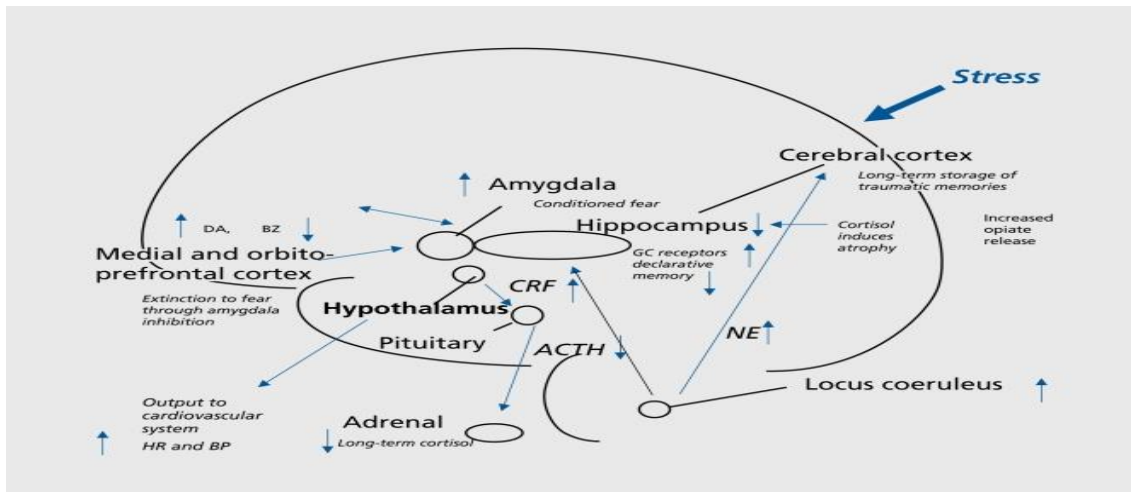 Stress
Cerebral cortex
Long-term storage of
traumatic memories
Amygdala
Conditioned fear
Hippocampus
Cortisol
induces
atrophy
Increased
opiate
release
DA, BZ
Medial and orbito-
prefrontal cortex
GC receptors
declarative
memory
Extinction to fear
through amygdala
inhibition
CRF
Hypothalamus
Pituitary
ACTH
NE
Locus coeruleus
Output to
cardiovascular
system
HR and BP
Adrenal
Long-term cortisol